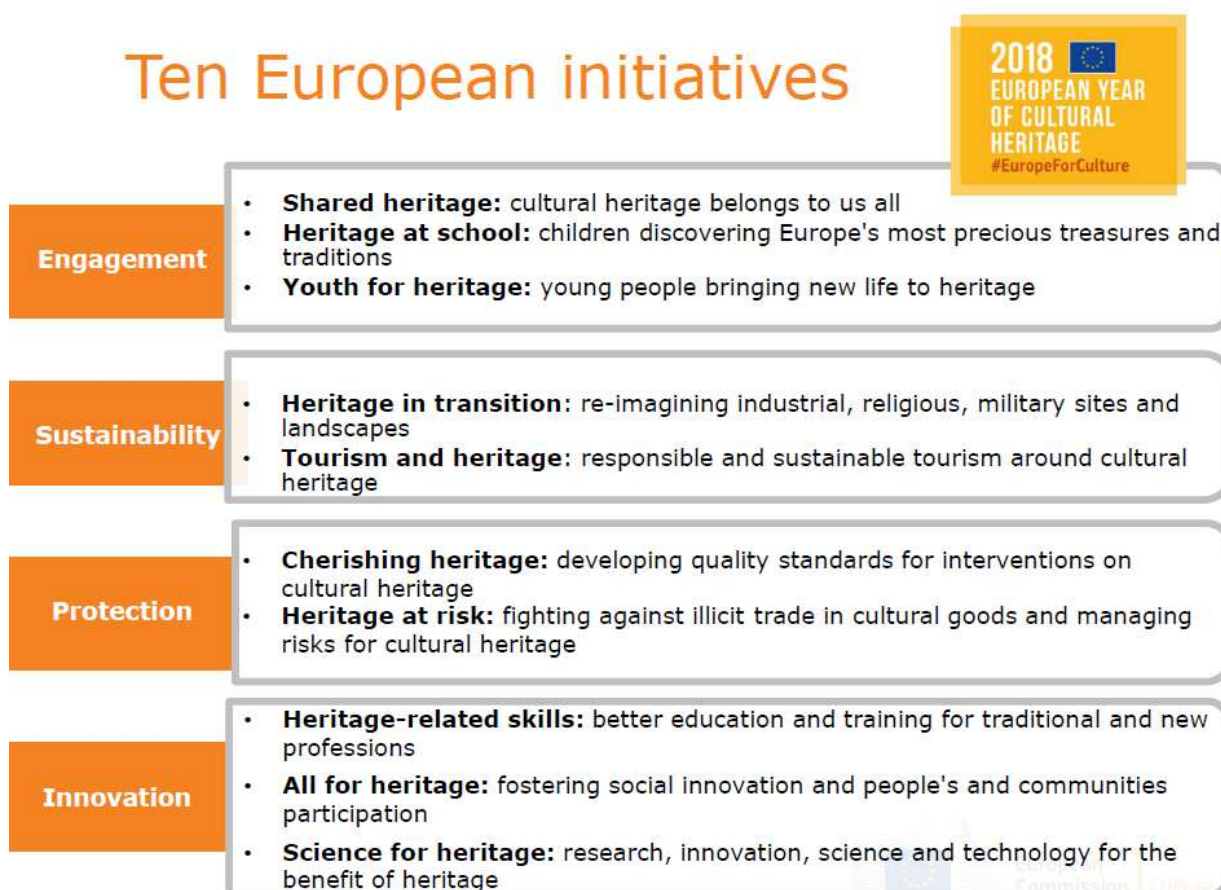 Ten European initiatives
2018
EUROPEAN YEAR
OF CULTURAL
HERITAGE
#EuropeForCulture
Engagement
• Shared heritage: cultural heritage belongs to us all
• Heritage at school: children discovering Europe's most precious treasures and
traditions
• Youth for heritage: young people bringing new life to heritage
Sustainability
• Heritage in transition: re-imagining industrial, religious, military sites and
landscapes
• Tourism and heritage: responsible and sustainable tourism around cultural
heritage
Protection
• Cherishing heritage: developing quality standards for interventions on
cultural heritage
• Heritage at risk: fighting against illicit trade in cultural goods and managing
risks for cultural heritage
Innovation
• Heritage-related skills: better education and training for traditional and new
professions
• All for heritage: fostering social innovation and people's and communities
participation
• Science for heritage: research, innovation, science and technology for the
benefit of heritage
European
Commission